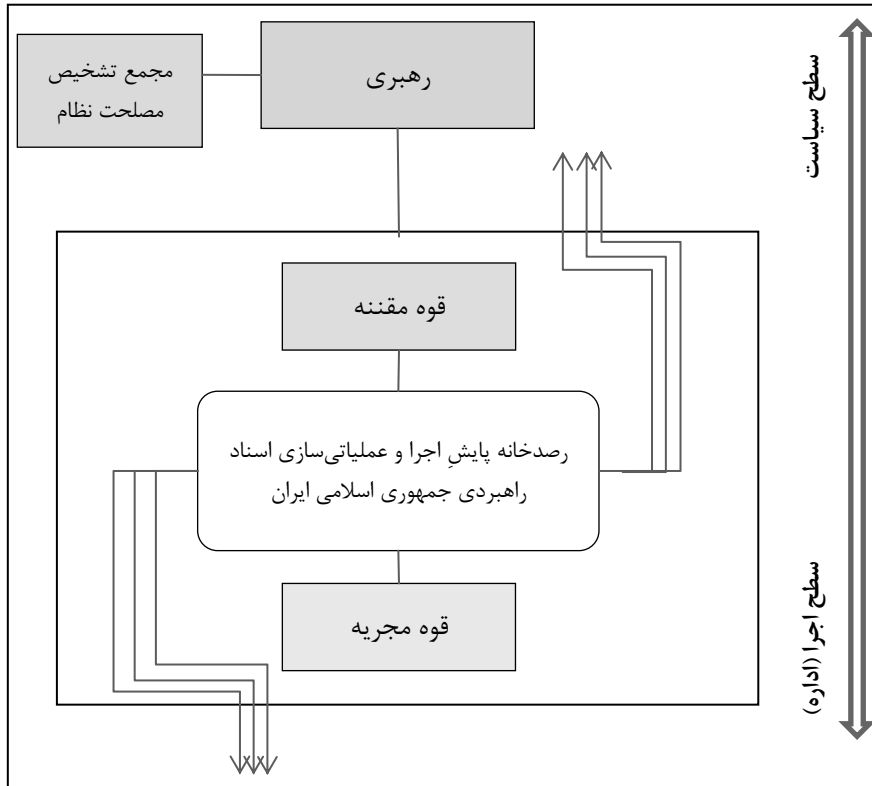 رهبری
مجمع تشخیص
مصلحت نظام
سطح سیاست
قوه مقننه
رصدخانه پایشِ اجرا و عملیاتی‌سازی اسناد
راهبردی جمهوری اسلامی ایران
قوه مجریه
سطح اجرا (اداره)